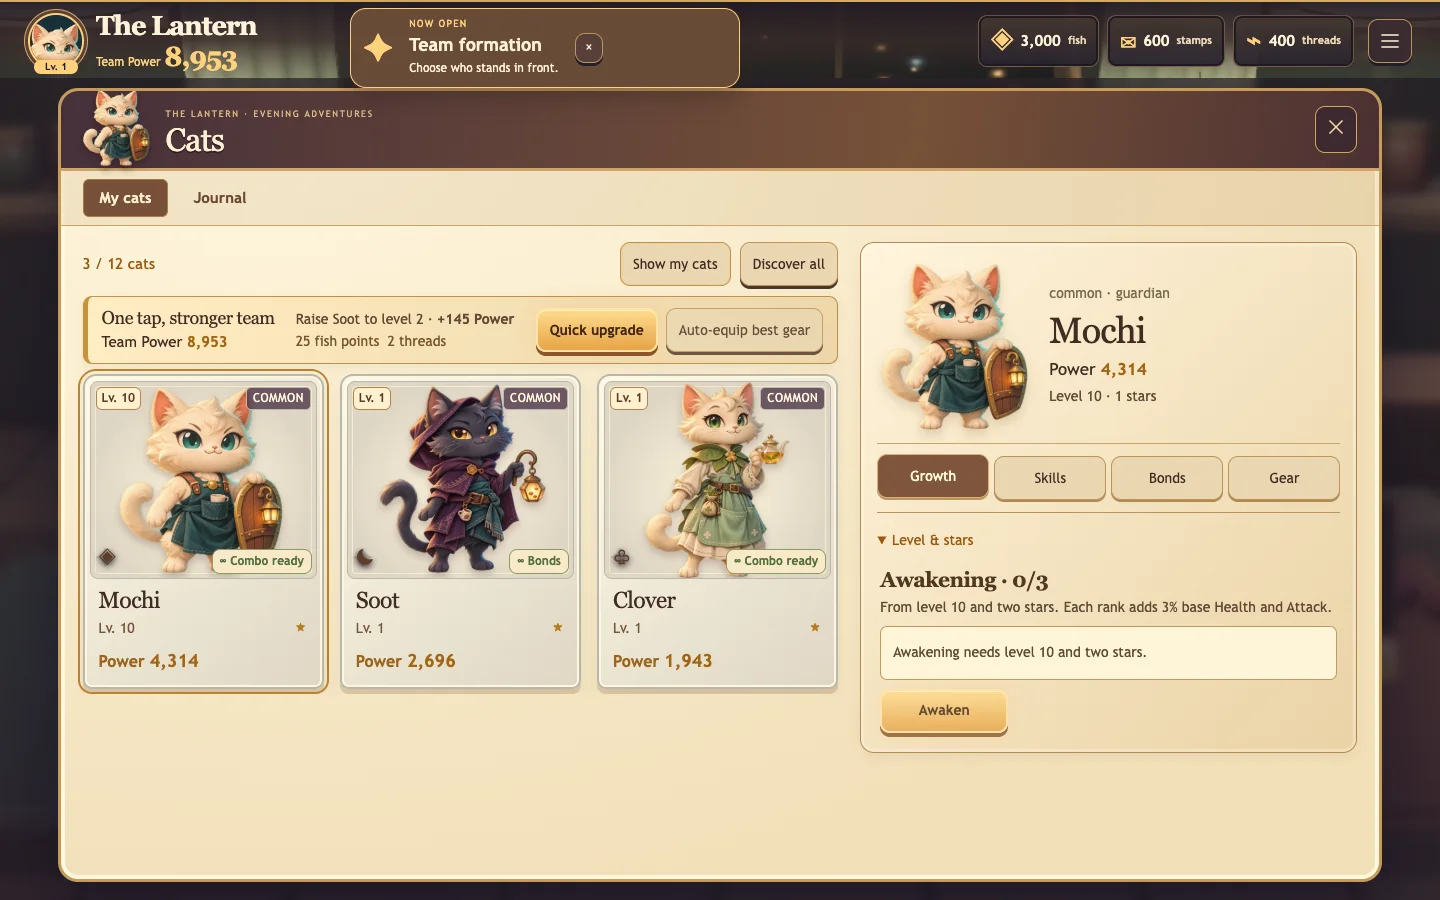 The Lantern
Team Power 8,953
Lv. 1
NOW OPEN
Team formation
Choose who stands in front.
×
3,000 fish
600 stamps
400 threads
THE LANTERN · EVENING ADVENTURES
Cats
My cats
Journal
3 / 12 cats
Show my cats
Discover all
One tap, stronger team
Team Power 8,953
Raise Soot to level 2 · +145 Power
25 fish points 2 threads
Quick upgrade
Auto-equip best gear
Lv. 10
COMMON
∞ Combo ready
Mochi
Lv. 10
★
Power 4,314
Lv. 1
COMMON
∞ Bonds
Soot
Lv. 1
★
Power 2,696
Lv. 1
COMMON
∞ Combo ready
Clover
Lv. 1
★
Power 1,943
common · guardian
Mochi
Power 4,314
Level 10 · 1 stars
Growth
Skills
Bonds
Gear
▼ Level & stars
Awakening · 0/3
From level 10 and two stars. Each rank adds 3% base Health and Attack.
Awakening needs level 10 and two stars.
Awaken